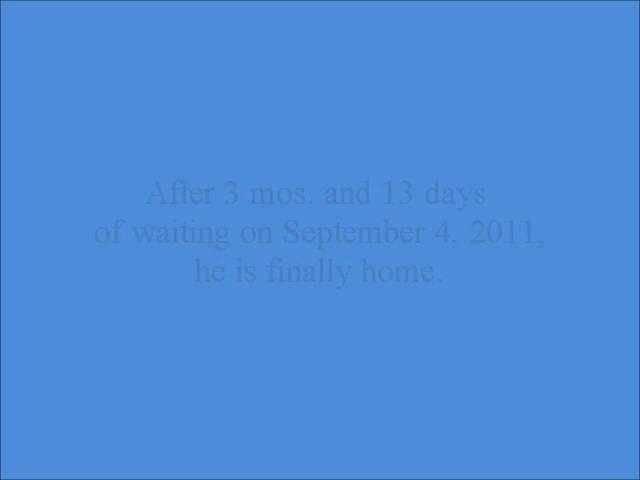 After 3 mos. and 13 days
of waiting on September 4, 2011,
he is finally home.